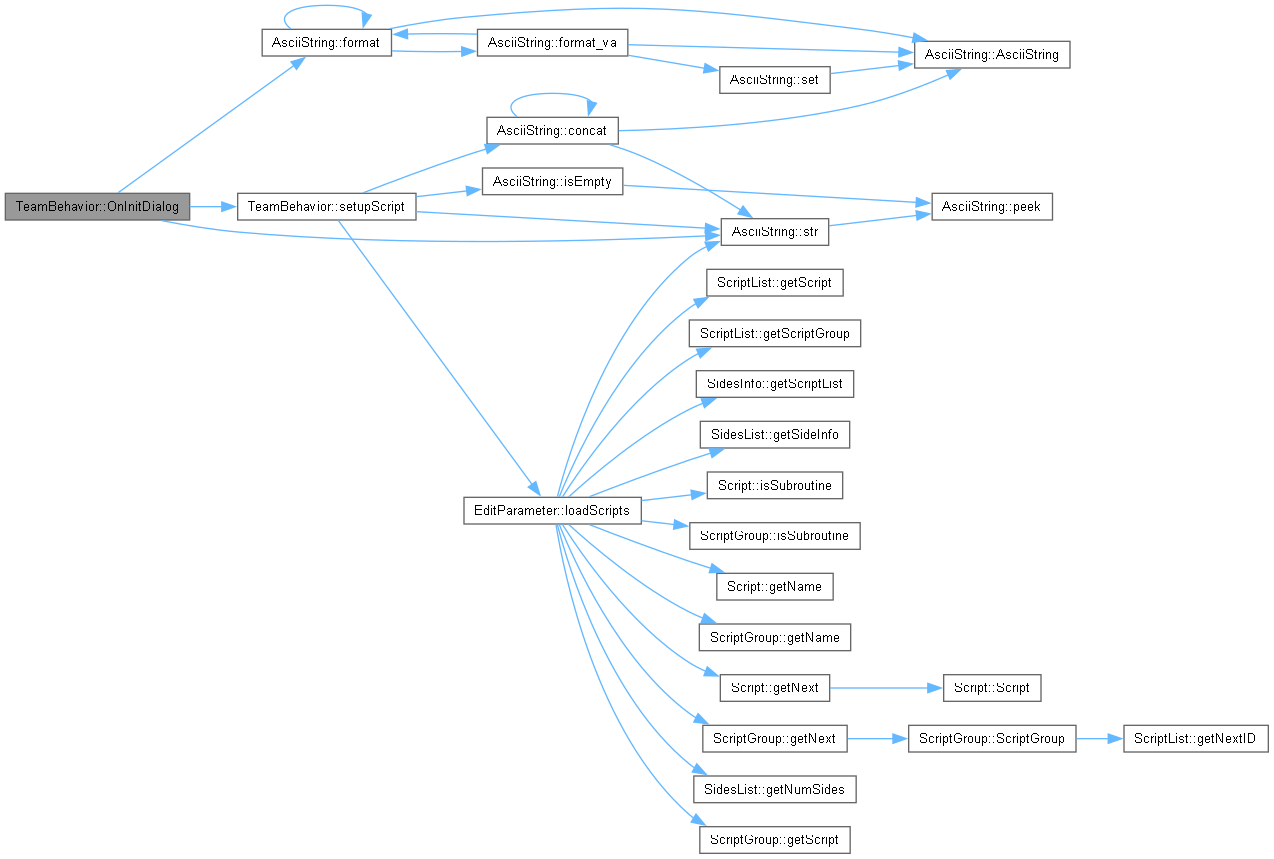 AsciiString::format
AsciiString::format_va
AsciiString::AsciiString
AsciiString::set
AsciiString::concat
AsciiString::isEmpty
TeamBehavior::OnInitDialog
TeamBehavior::setupScript
AsciiString::peek
AsciiString::str
ScriptList::getScript
ScriptList::getScriptGroup
SidesInfo::getScriptList
SidesList::getSideInfo
Script::isSubroutine
EditParameter::loadScripts
ScriptGroup::isSubroutine
Script::getName
ScriptGroup::getName
Script::getNext
Script::Script
ScriptGroup::getNext
ScriptGroup::ScriptGroup
ScriptList::getNextID
SidesList::getNumSides
ScriptGroup::getScript